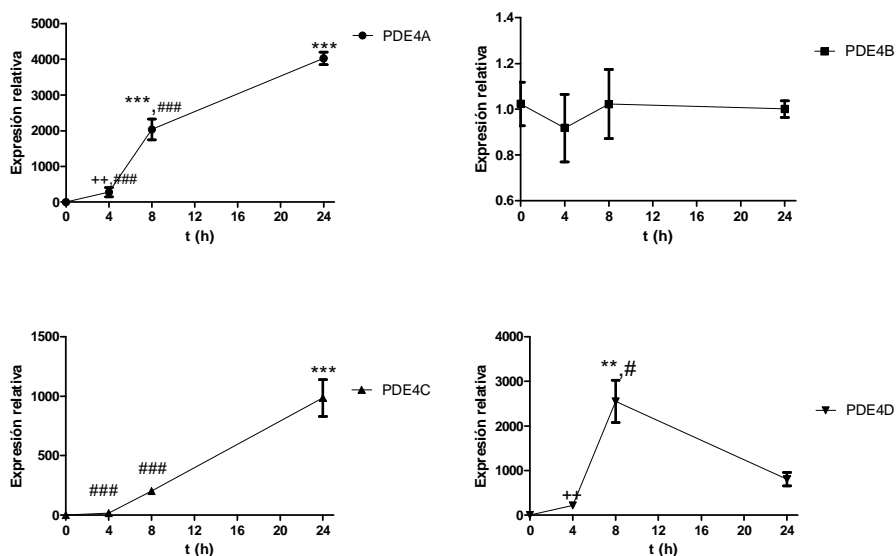 PDE4A
Expresión relativa
5000
4000
3000
2000
1000
0
++,###
***,###
***
0 4 8 12 16 20 24
t (h)
PDE4B
Expresión relativa
1.4
1.2
1.0
0.8
0.6
0 4 8 12 16 20 24
t (h)
PDE4C
Expresión relativa
1500
1000
500
0
###
###
***
0 4 8 12 16 20 24
t (h)
PDE4D
Expresión relativa
4000
3000
2000
1000
0
++
**,#
0 4 8 12 16 20 24
t (h)